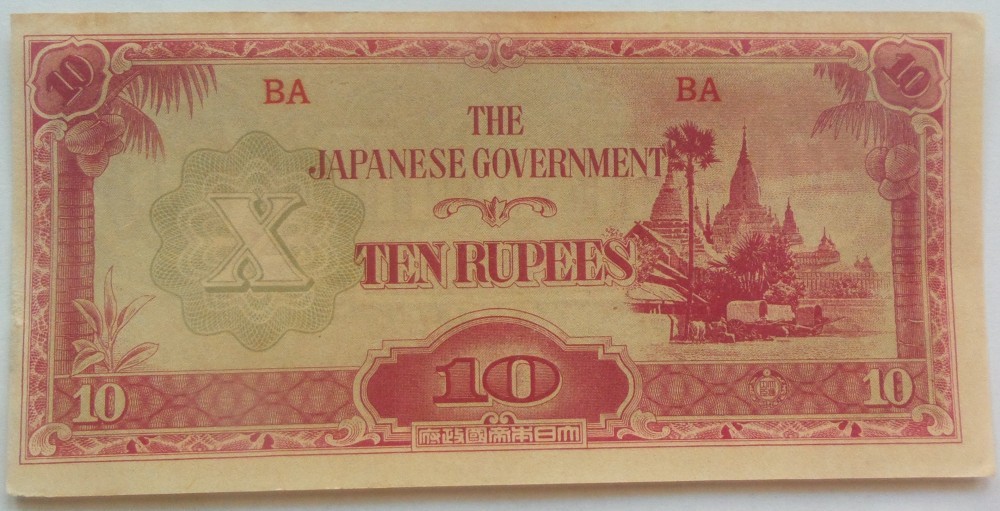 10 10
BA BA
THE
JAPANESE GOVERNMENT
X
TEN RUPEES
10
10 10
大日本帝國政府